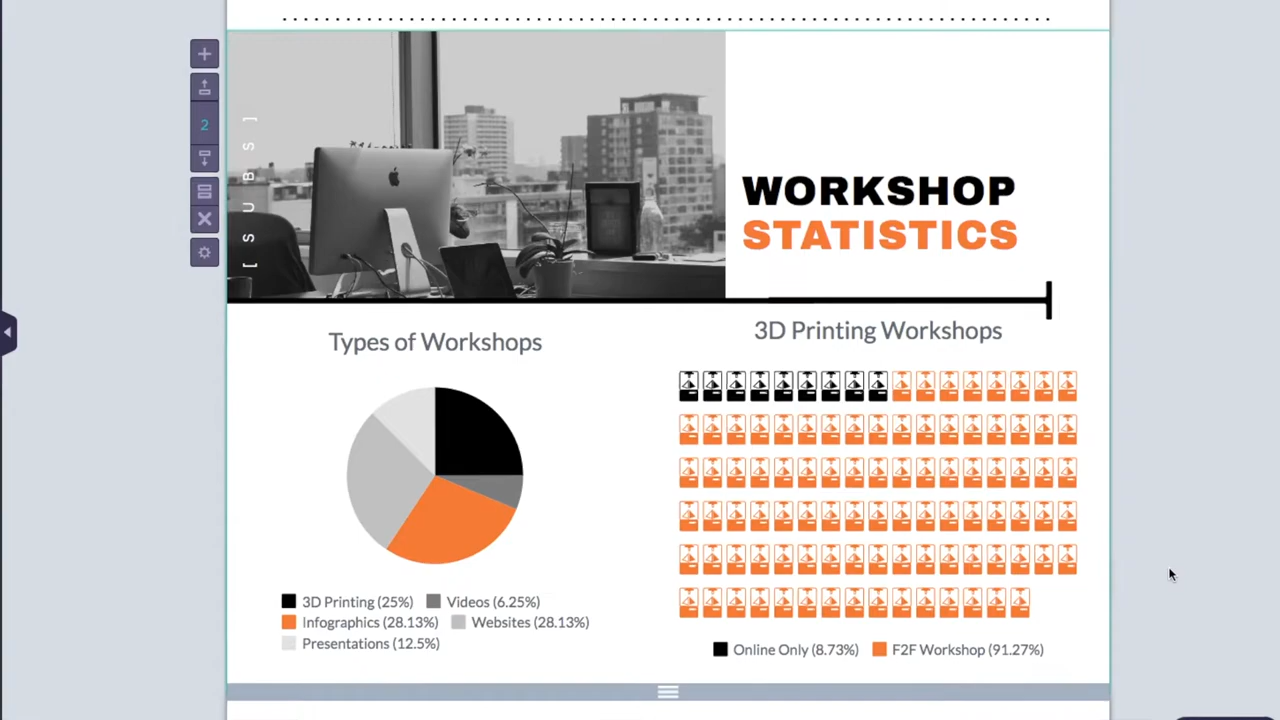 2
[ S U B S ]
WORKSHOP
STATISTICS
Types of Workshops
3D Printing (25%) Videos (6.25%)
Infographics (28.13%) Websites (28.13%)
Presentations (12.5%)
3D Printing Workshops
Online Only (8.73%) F2F Workshop (91.27%)